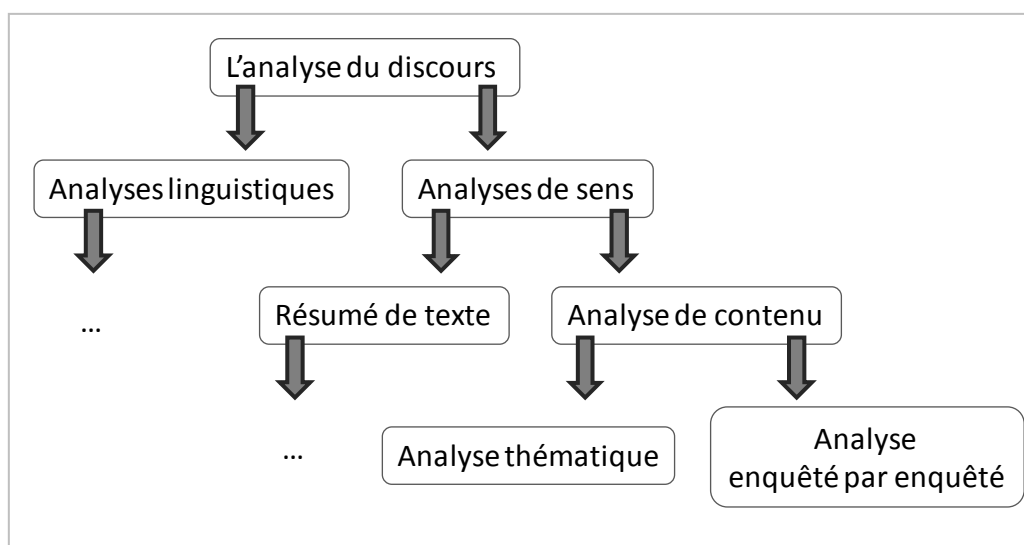 L’analyse du discours
Analyses linguistiques
Analyses de sens
...
Résumé de texte
Analyse de contenu
...
Analyse thématique
Analyse
enquêté par enquêté